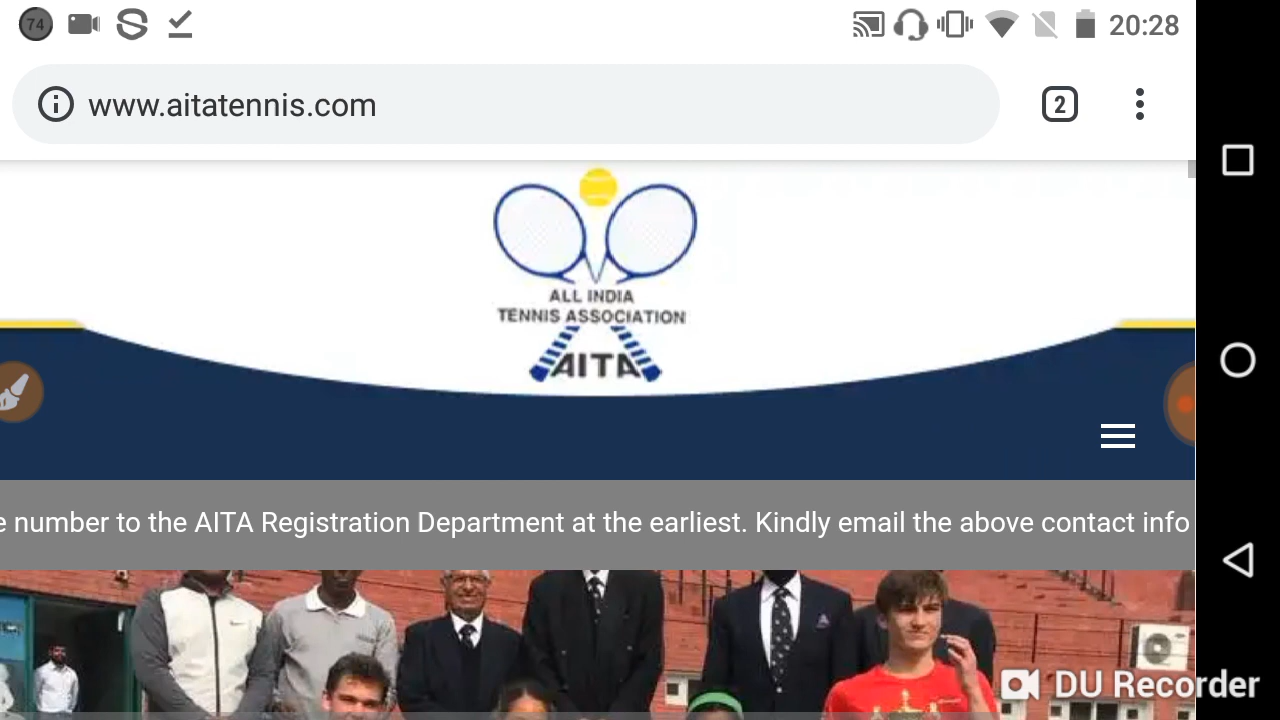 74
20:28
www.aitatennis.com
2
ALL INDIA
TENNIS ASSOCIATION
AITA
e number to the AITA Registration Department at the earliest. Kindly email the above contact info
DU Recorder